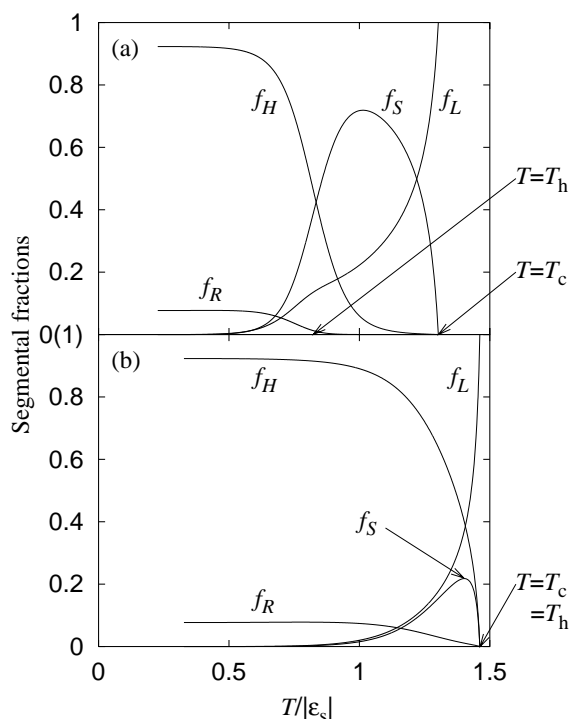 1
(a)
0.8
f_H
f_S
f_L
0.6
T=T_h
0.4
T=T_c
0.2
f_R
0(1)
Segmental fractions
(b)
f_H
f_L
0.8
0.6
0.4
f_S
0.2
T=T_c
=T_h
f_R
0
0
0.5
1
1.5
T/|ε_s|